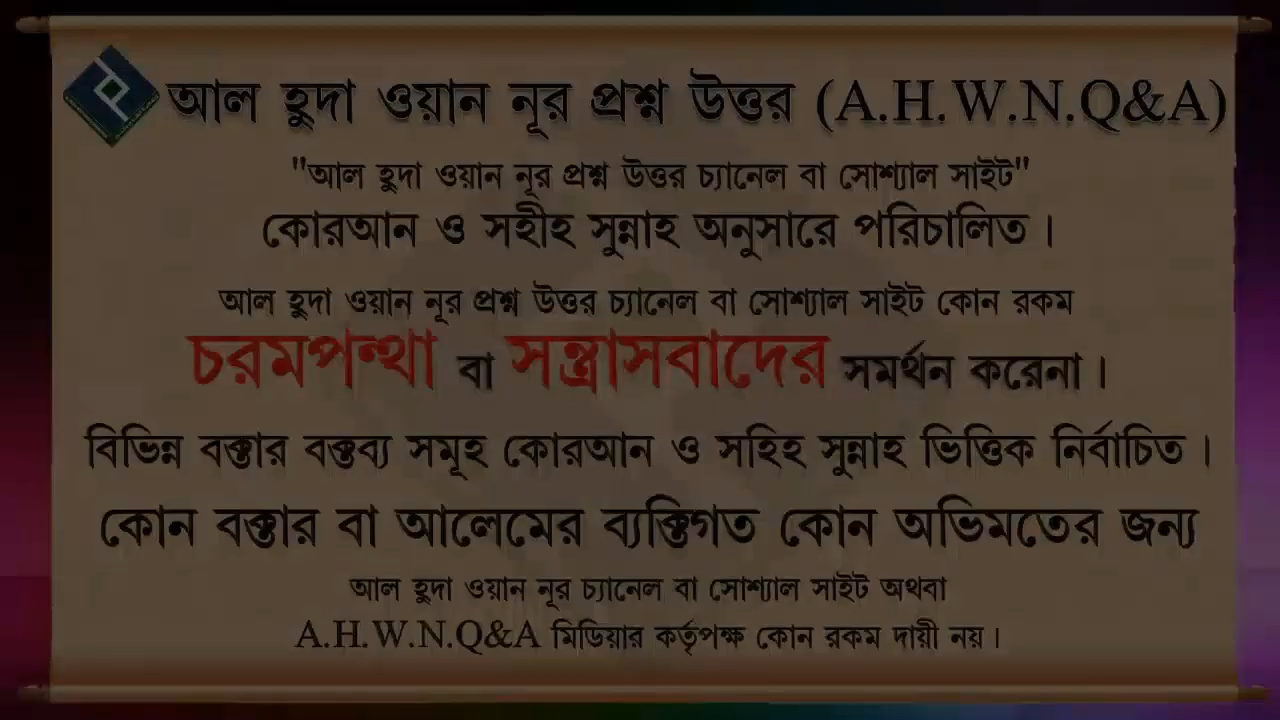 আল হুদা ওয়ান নূর প্রশ্ন উত্তর (A.H.W.N.Q&A)
"আল হুদা ওয়ান নূর প্রশ্ন উত্তর চ্যানেল বা সোশ্যাল সাইট"
কোরআন ও সহীহ সুন্নাহ অনুসারে পরিচালিত ।
আল হুদা ওয়ান নূর প্রশ্ন উত্তর চ্যানেল বা সোশ্যাল সাইট কোন রকম
চরমপন্থা বা সন্ত্রাসবাদের সমর্থন করেনা ।
বিভিন্ন বক্তার বক্তব্য সমূহ কোরআন ও সহিহ সুন্নাহ ভিত্তিক নির্বাচিত ।
কোন বক্তার বা আলেমের ব্যক্তিগত কোন অভিমতের জন্য
আল হুদা ওয়ান নূর চ্যানেল বা সোশ্যাল সাইট অথবা
A.H.W.N.Q&A মিডিয়ার কর্তৃপক্ষ কোন রকম দায়ী নয় ।